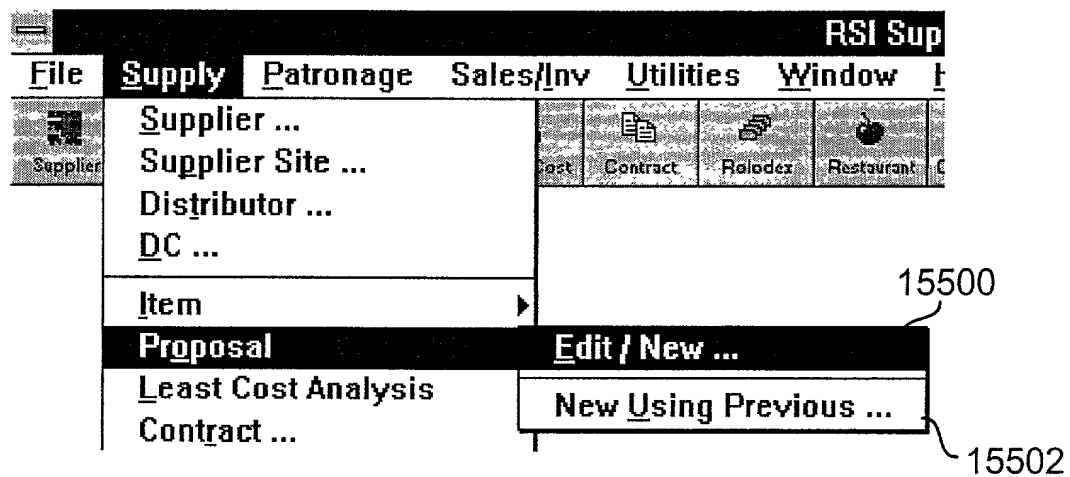 RSI Sup
File Supply Patronage Sales/Inv Utilities Window
Supplier Cost Contract Rolodex Restaurant
Supplier ...
Supplier Site ...
Distributor ...
DC ...
Item
Proposal
Least Cost Analysis
Contract ...
15500
Edit / New ...
New Using Previous ...
15502